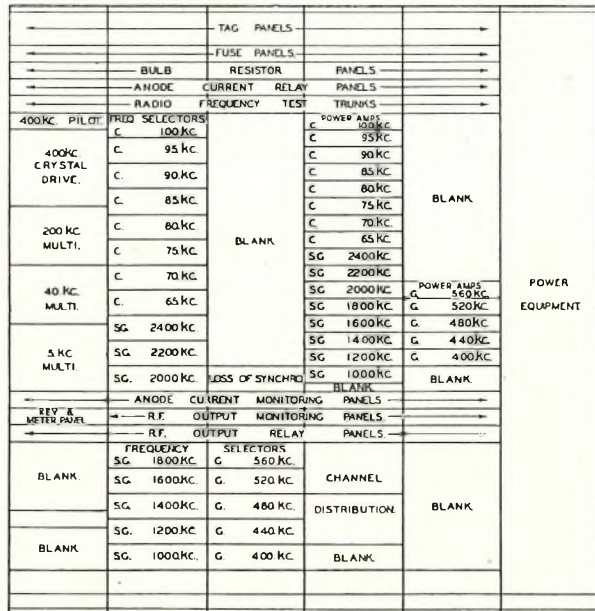 TAG PANELS
FUSE PANELS
BULB RESISTOR PANELS
ANODE CURRENT RELAY PANELS
RADIO FREQUENCY TEST TRUNKS
400KC. PILOT.
400KC. CRYSTAL DRIVE.
200 KC MULTI.
40 KC. MULTI.
5 KC MULTI.
FREQ SELECTORS
C. 100KC.
C. 95KC.
C. 90KC.
C. 85KC.
C. 80KC
C. 75KC.
C. 70KC.
C. 65KC.
SG. 2400KC.
SG. 2200KC.
SG. 2000KC.
BLANK
LOSS OF SYNCHRO
POWER AMPS
C 100KC
C 95KC
C 90KC
C 85KC
C 80KC
C 75KC
C 70KC.
C 65KC
SG 2400KC
SG 2200KC
SG 2000KC
SG 1800KC
SG 1600KC
SG 1400KC
SG 1200KC
SG 1000KC
BLANK
BLANK
POWER AMPS
G. 560KC.
G. 520KC
G. 480KC
G. 440KC
G. 400KC
BLANK
POWER EQUPMENT
ANODE CURRENT MONITORING PANELS
REV & METER PANEL
R.F. OUTPUT MONITORING PANELS
R.F. OUTPUT RELAY PANELS
BLANK.
BLANK
FREQUENCY SELECTORS
SG 1800KC G 560KC.
SG. 1600KC. G. 520KC
SG. 1400KC G. 480KC.
SG. 1200KC G. 440KC
SG. 1000KC. G. 400KC.
CHANNEL
DISTRIBUTION
BLANK
BLANK